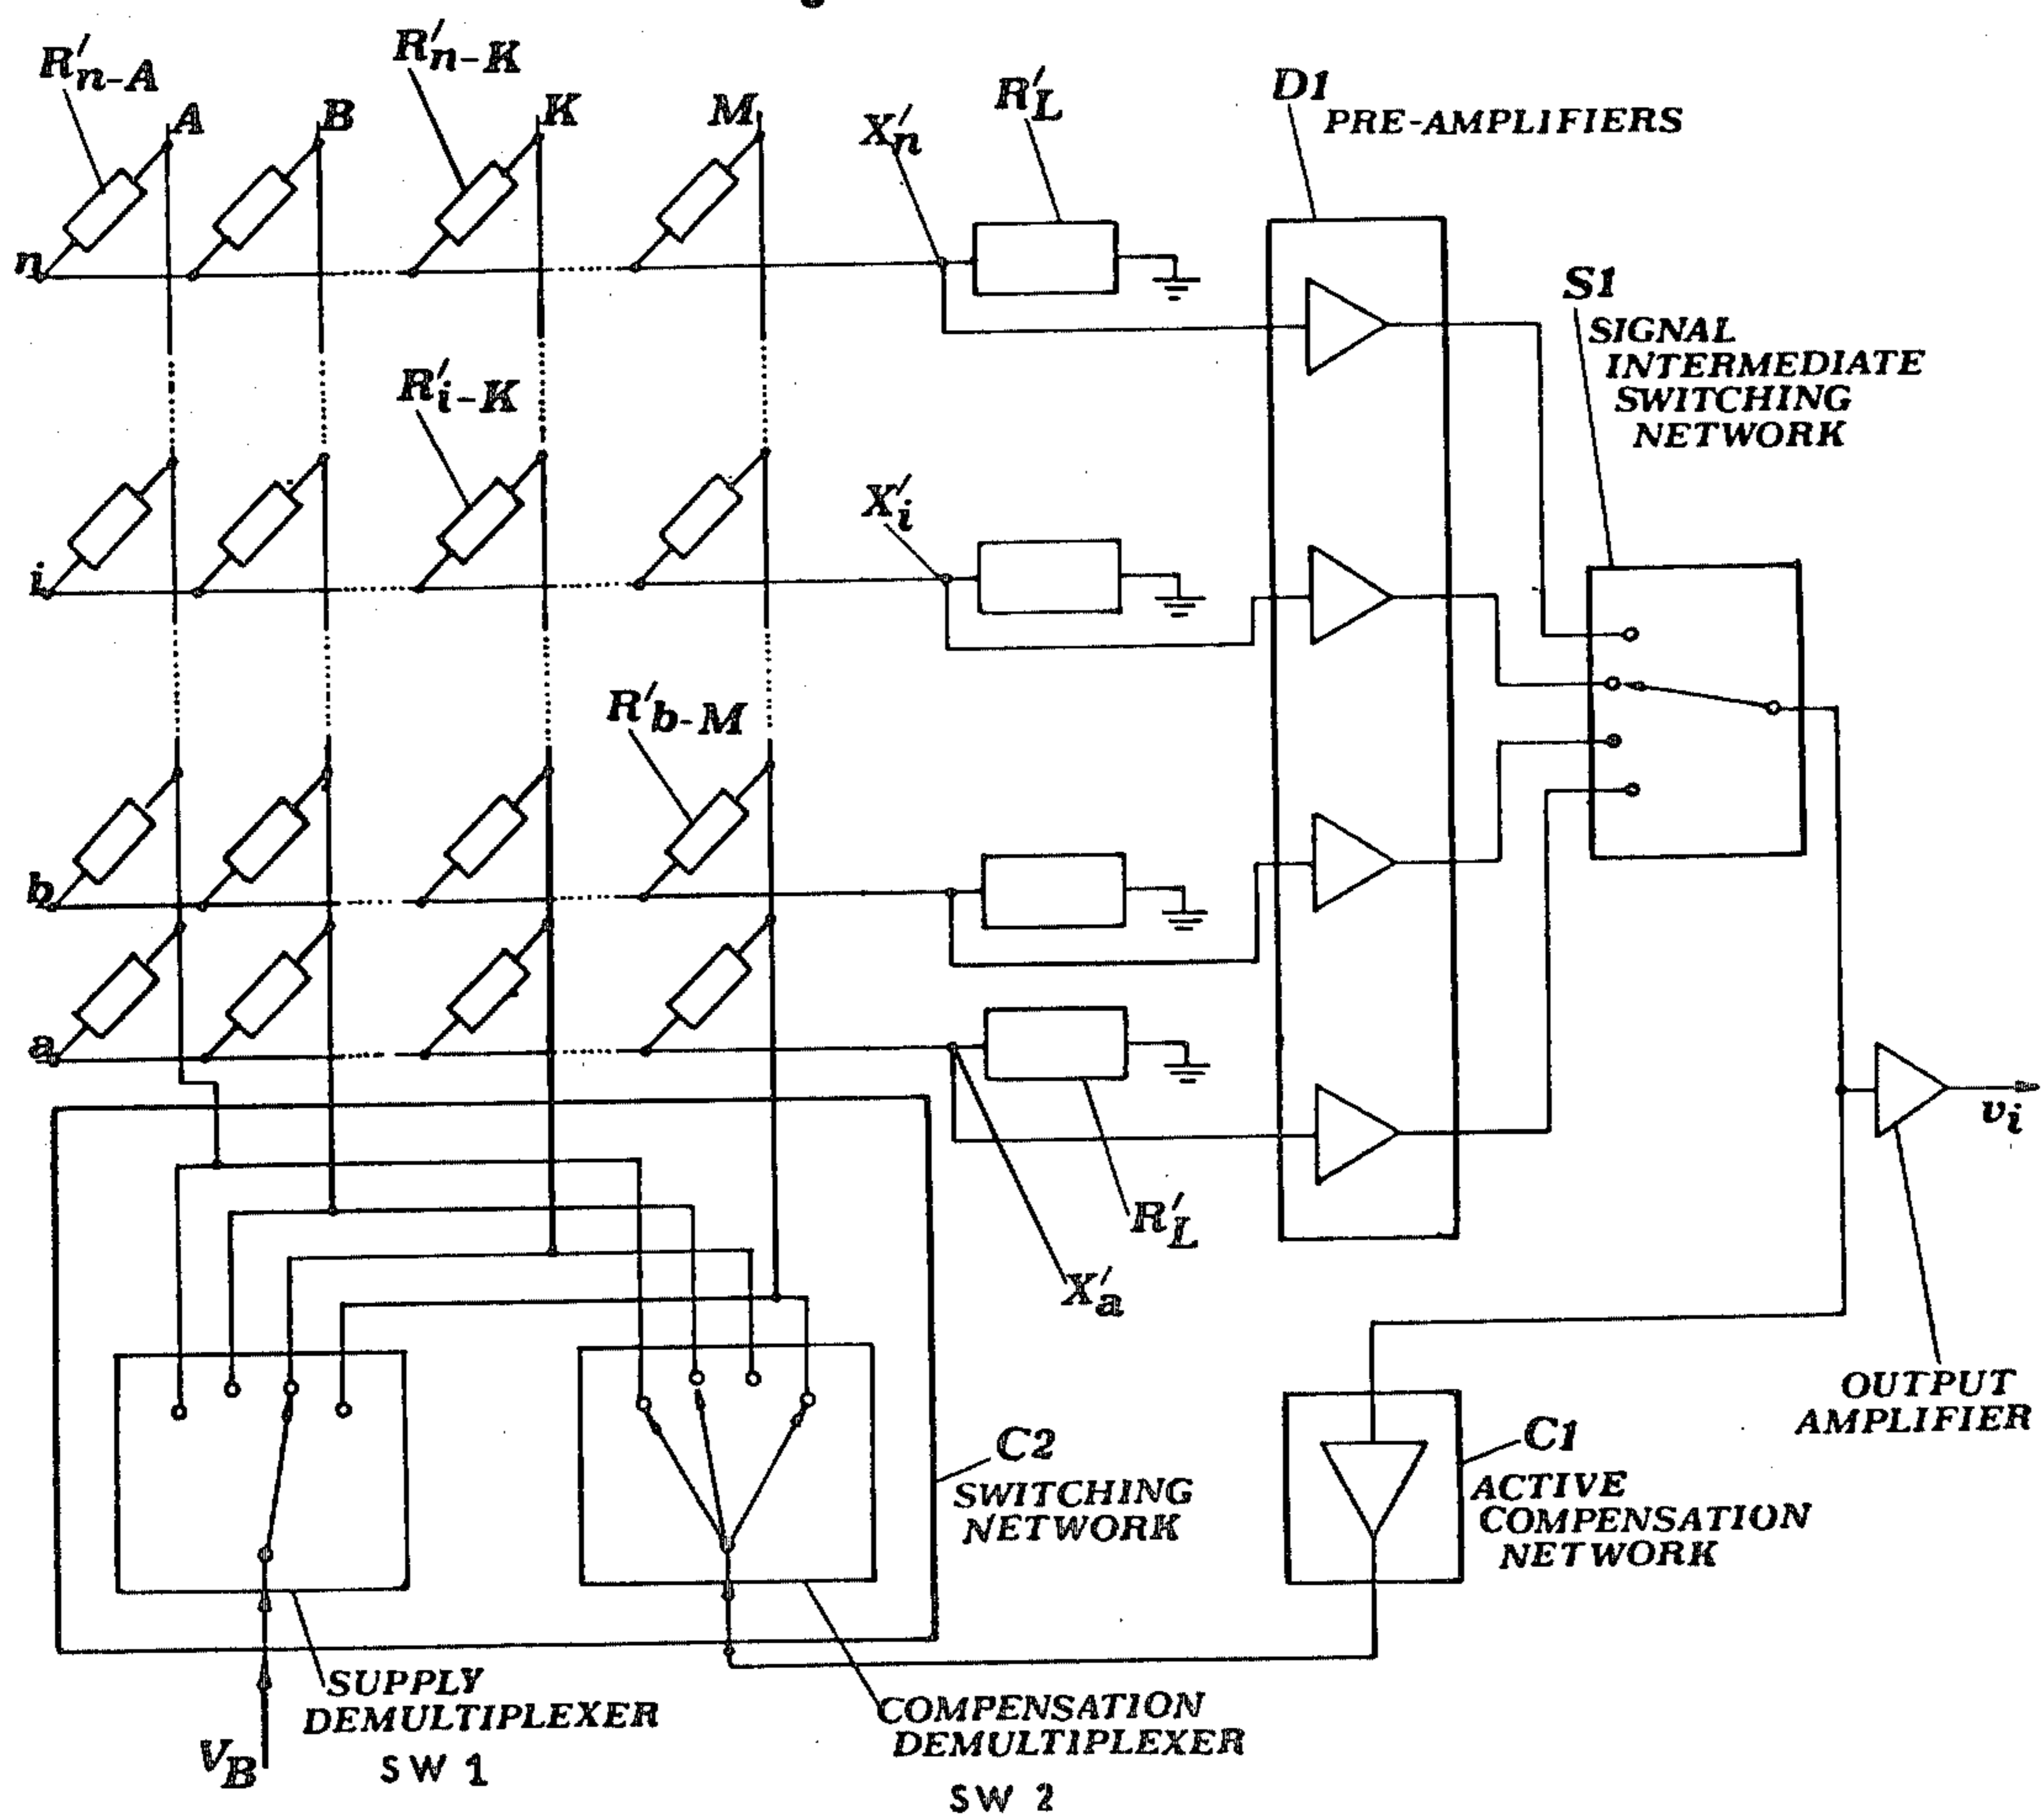 R'n-A
R'n-K
A
B
K
M
X'n
R'L
D1
PRE-AMPLIFIERS
n
S1
SIGNAL
INTERMEDIATE
SWITCHING
NETWORK
R'i-K
X'i
i
R'b-M
b
a
vi
R'L
X'a
OUTPUT
AMPLIFIER
C2
SWITCHING
NETWORK
C1
ACTIVE
COMPENSATION
NETWORK
SUPPLY
DEMULTIPLEXER
SW 1
VB
COMPENSATION
DEMULTIPLEXER
SW 2